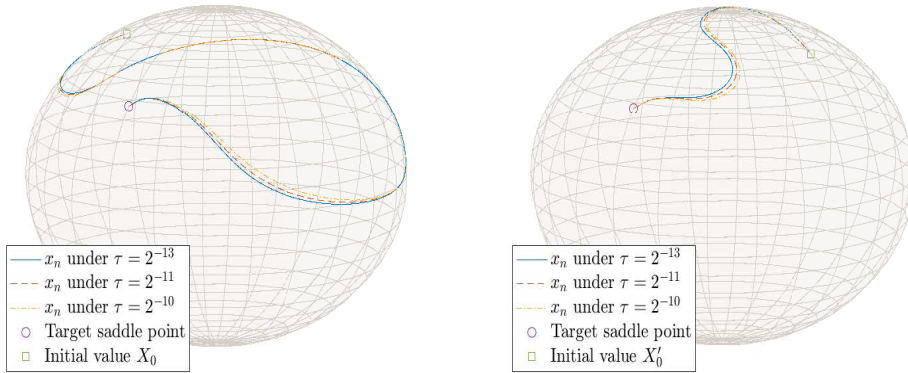 x_n under τ = 2^{-13}
x_n under τ = 2^{-11}
x_n under τ = 2^{-10}
Target saddle point
Initial value X_0
x_n under τ = 2^{-13}
x_n under τ = 2^{-11}
x_n under τ = 2^{-10}
Target saddle point
Initial value X'_0